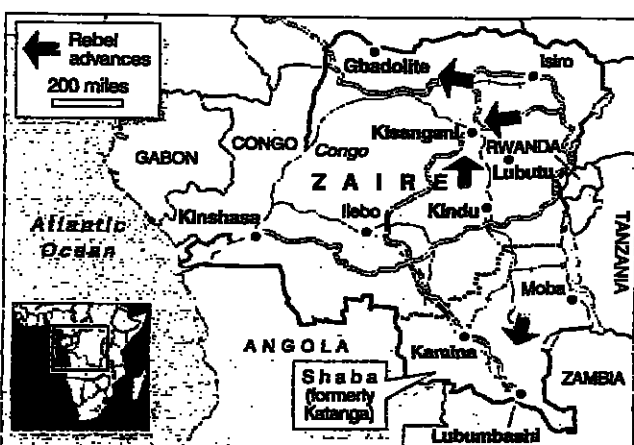 Rebel
advances
200 miles
Gbadolite
Isiro
CONGO
Congo
Kisangani
GABON
RWANDA
Lubutu
ZAIRE
Kinshasa
Ilebo
Kindu
Atlantic
Ocean
TANZANIA
Moba
ANGOLA
Kamina
ZAMBIA
Shaba
(formerly
Katanga)
Lubumbashi